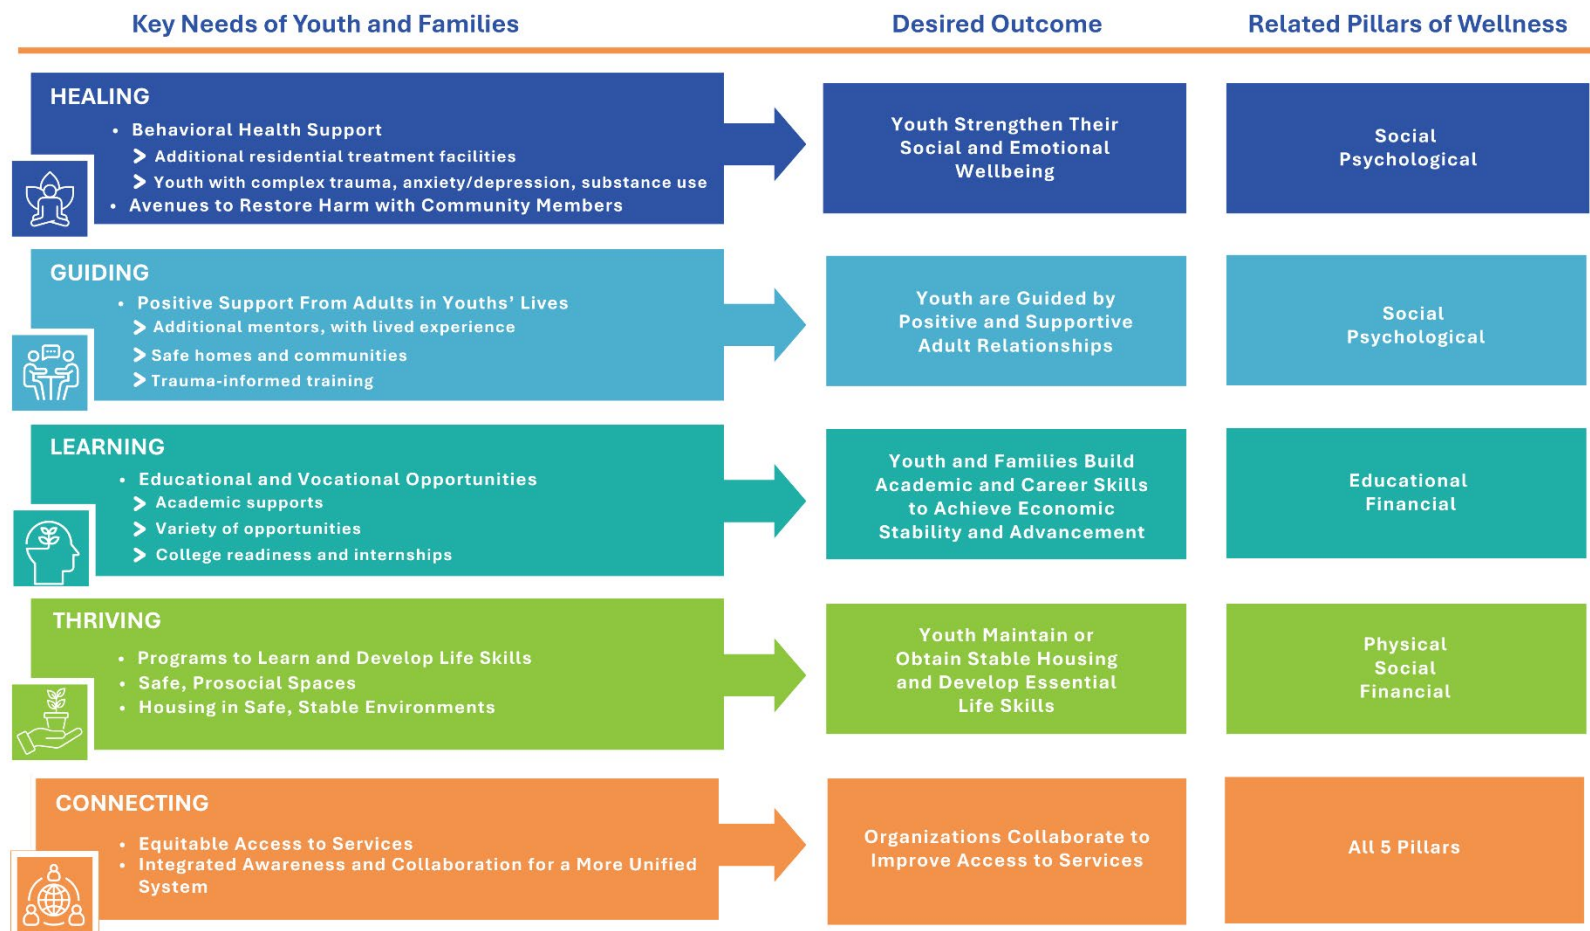 Key Needs of Youth and Families
Desired Outcome
Related Pillars of Wellness
HEALING
• Behavioral Health Support
> Additional residential treatment facilities
> Youth with complex trauma, anxiety/depression, substance use
• Avenues to Restore Harm with Community Members
Youth Strengthen Their
Social and Emotional
Wellbeing
Social
Psychological
GUIDING
• Positive Support From Adults in Youths’ Lives
> Additional mentors, with lived experience
> Safe homes and communities
> Trauma-informed training
Youth are Guided by
Positive and Supportive
Adult Relationships
Social
Psychological
LEARNING
• Educational and Vocational Opportunities
> Academic supports
> Variety of opportunities
> College readiness and internships
Youth and Families Build
Academic and Career Skills
to Achieve Economic
Stability and Advancement
Educational
Financial
THRIVING
• Programs to Learn and Develop Life Skills
• Safe, Prosocial Spaces
• Housing in Safe, Stable Environments
Youth Maintain or
Obtain Stable Housing
and Develop Essential
Life Skills
Physical
Social
Financial
CONNECTING
• Equitable Access to Services
• Integrated Awareness and Collaboration for a More Unified
System
Organizations Collaborate to
Improve Access to Services
All 5 Pillars